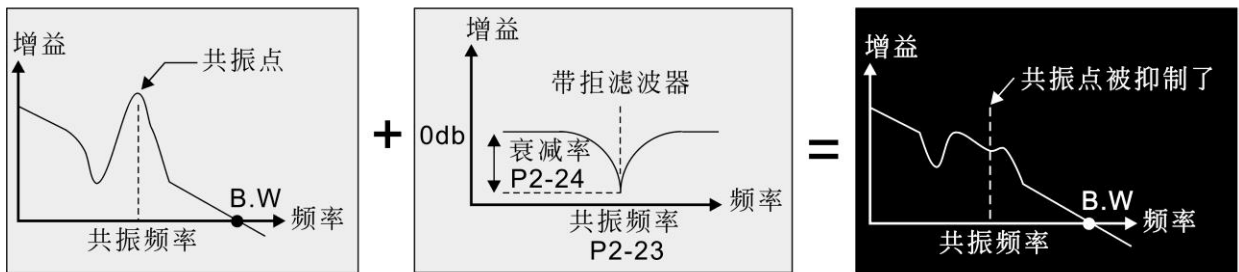 增益
共振点
B.W
频率
共振频率
+
增益
带拒滤波器
0db
衰减率
P2-24
频率
共振频率
P2-23
=
增益
共振点被抑制了
B.W
频率
共振频率